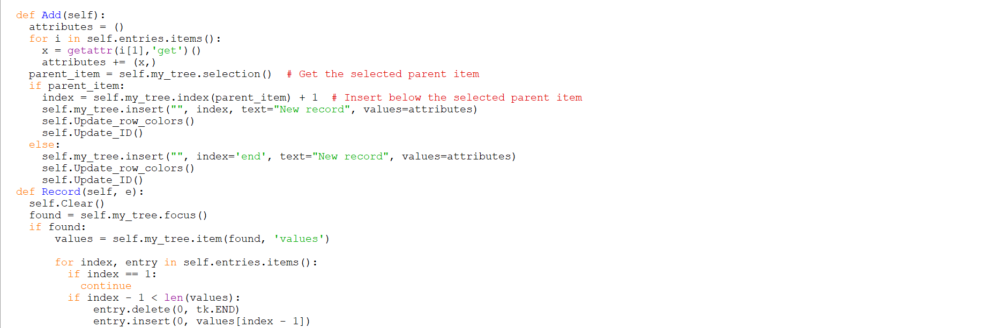 def Add(self):
  attributes = ()
  for i in self.entries.items():
    x = getattr(i[1],'get')()
    attributes += (x,)
  parent_item = self.my_tree.selection()  # Get the selected parent item
  if parent_item:
    index = self.my_tree.index(parent_item) + 1  # Insert below the selected parent item
    self.my_tree.insert("", index, text="New record", values=attributes)
    self.Update_row_colors()
    self.Update_ID()
  else:
    self.my_tree.insert("", index='end', text="New record", values=attributes)
    self.Update_row_colors()
    self.Update_ID()
def Record(self, e):
  self.Clear()
  found = self.my_tree.focus()
  if found:
      values = self.my_tree.item(found, 'values')

      for index, entry in self.entries.items():
        if index == 1:
          continue
        if index - 1 < len(values):
            entry.delete(0, tk.END)
            entry.insert(0, values[index - 1])